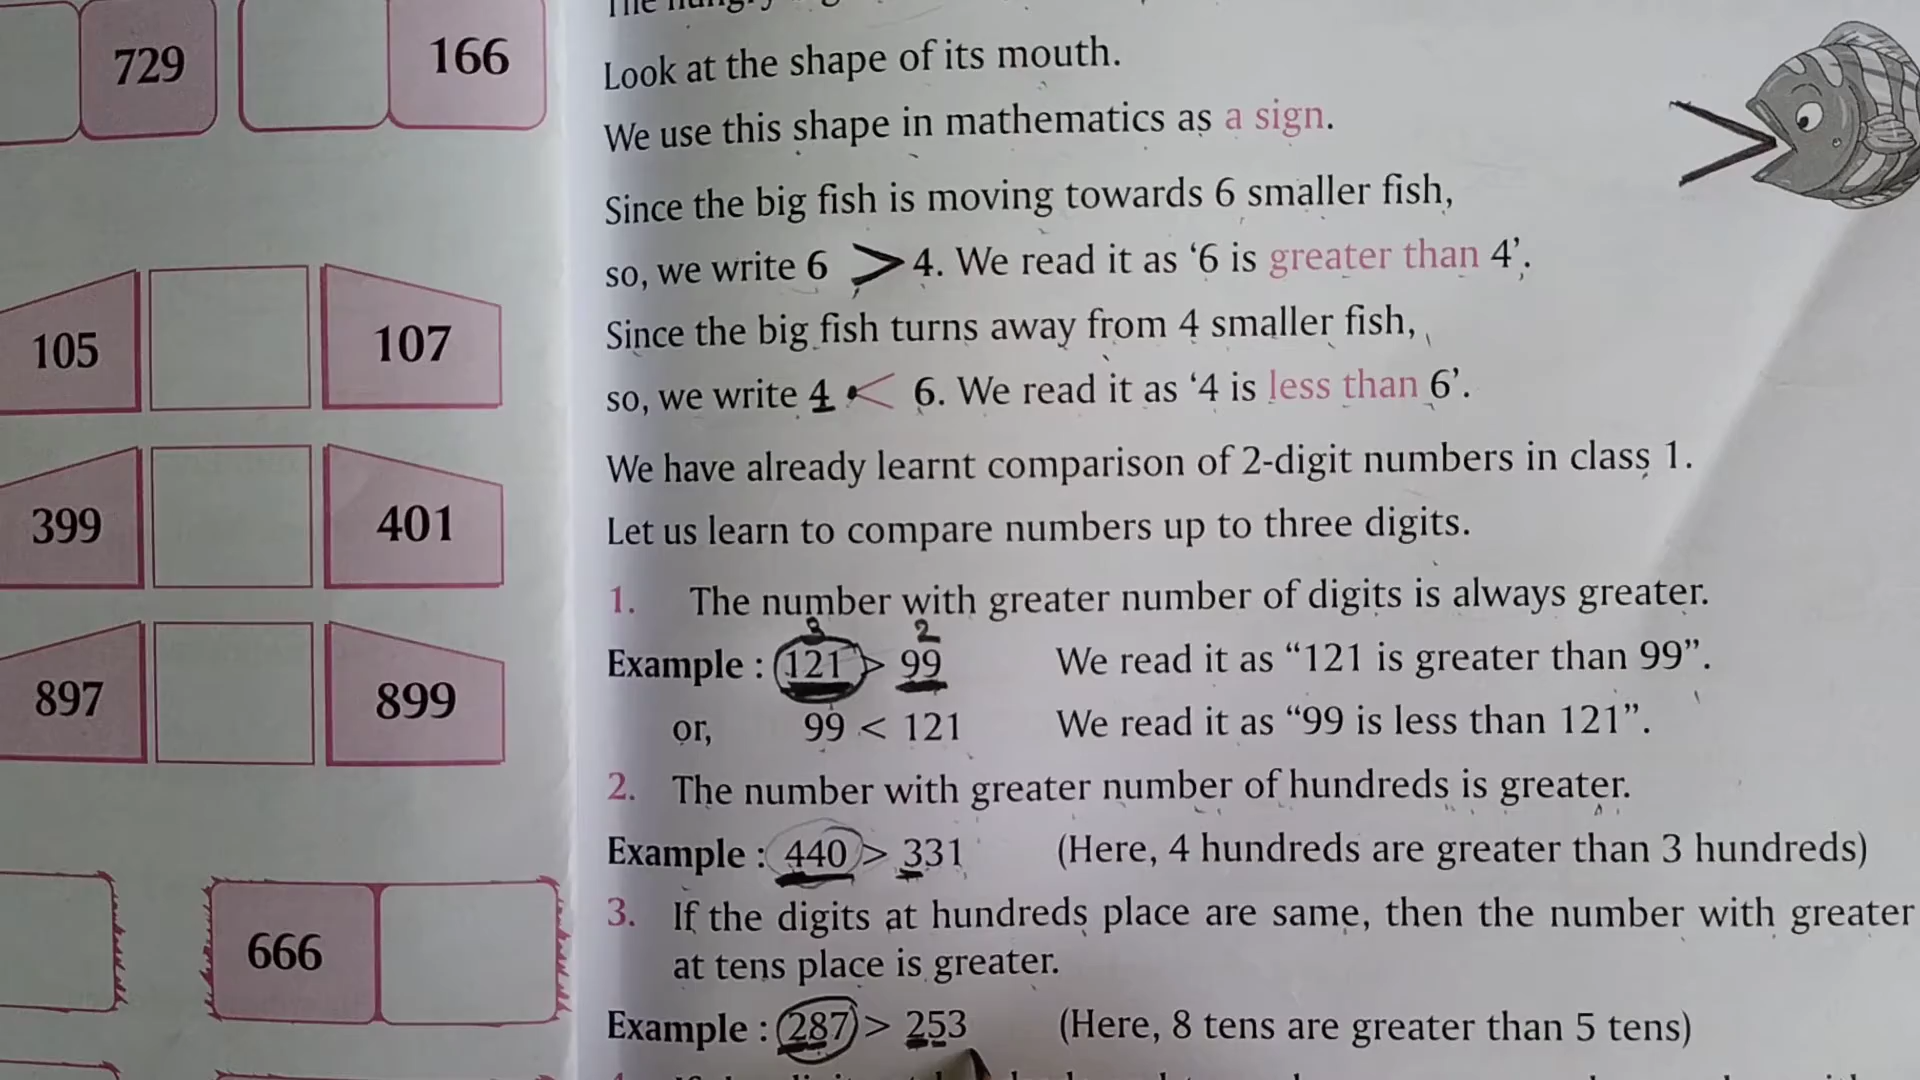 729
166
105
107
399
401
897
899
666
Look at the shape of its mouth.
We use this shape in mathematics as a sign.
Since the big fish is moving towards 6 smaller fish,
so, we write 6 > 4. We read it as ‘6 is greater than 4’.
Since the big fish turns away from 4 smaller fish,
so, we write 4 < 6. We read it as ‘4 is less than 6’.
We have already learnt comparison of 2-digit numbers in class 1.
Let us learn to compare numbers up to three digits.
1. The number with greater number of digits is always greater.
3 2
Example : 121 > 99 We read it as “121 is greater than 99”.
or, 99 < 121 We read it as “99 is less than 121”.
2. The number with greater number of hundreds is greater.
Example : 440 > 331 (Here, 4 hundreds are greater than 3 hundreds)
3. If the digits at hundreds place are same, then the number with greater
at tens place is greater.
Example : 287 > 253 (Here, 8 tens are greater than 5 tens)